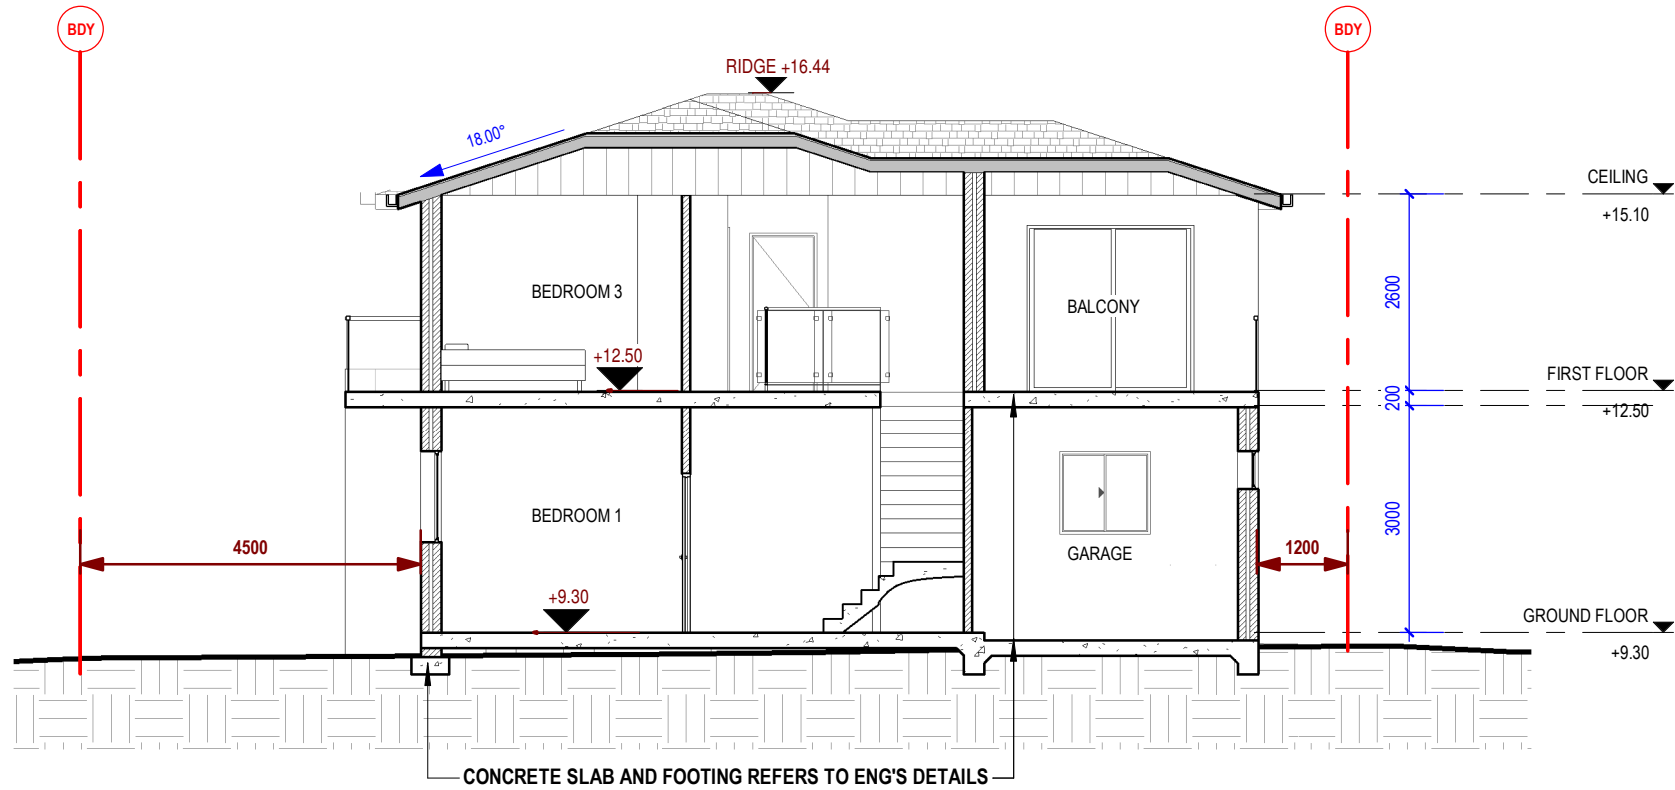 BDY
BDY
RIDGE +16.44
18.00°
CEILING
+15.10
BEDROOM 3
BALCONY
2600
+12.50
FIRST FLOOR
200
+12.50
BEDROOM 1
3000
4500
GARAGE
1200
+9.30
GROUND FLOOR
+9.30
CONCRETE SLAB AND FOOTING REFERS TO ENG'S DETAILS